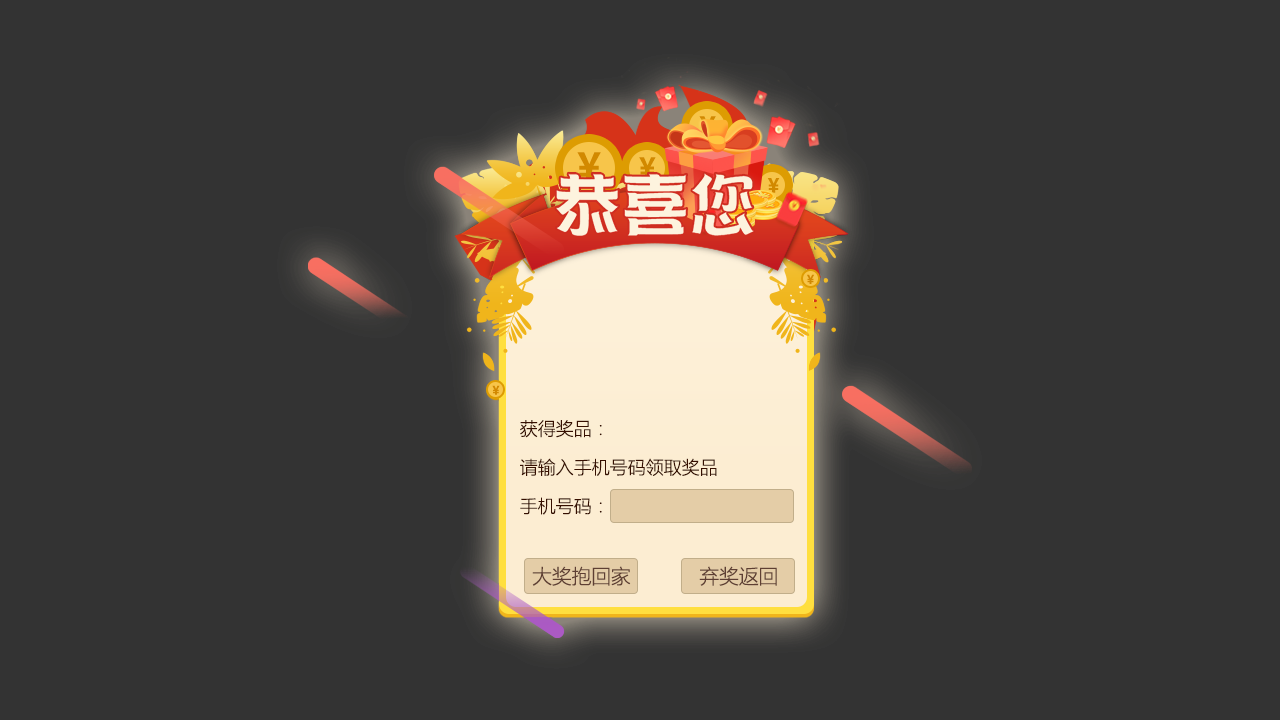 恭喜您
获得奖品：
请输入手机号码领取奖品
手机号码：
大奖抱回家
弃奖返回